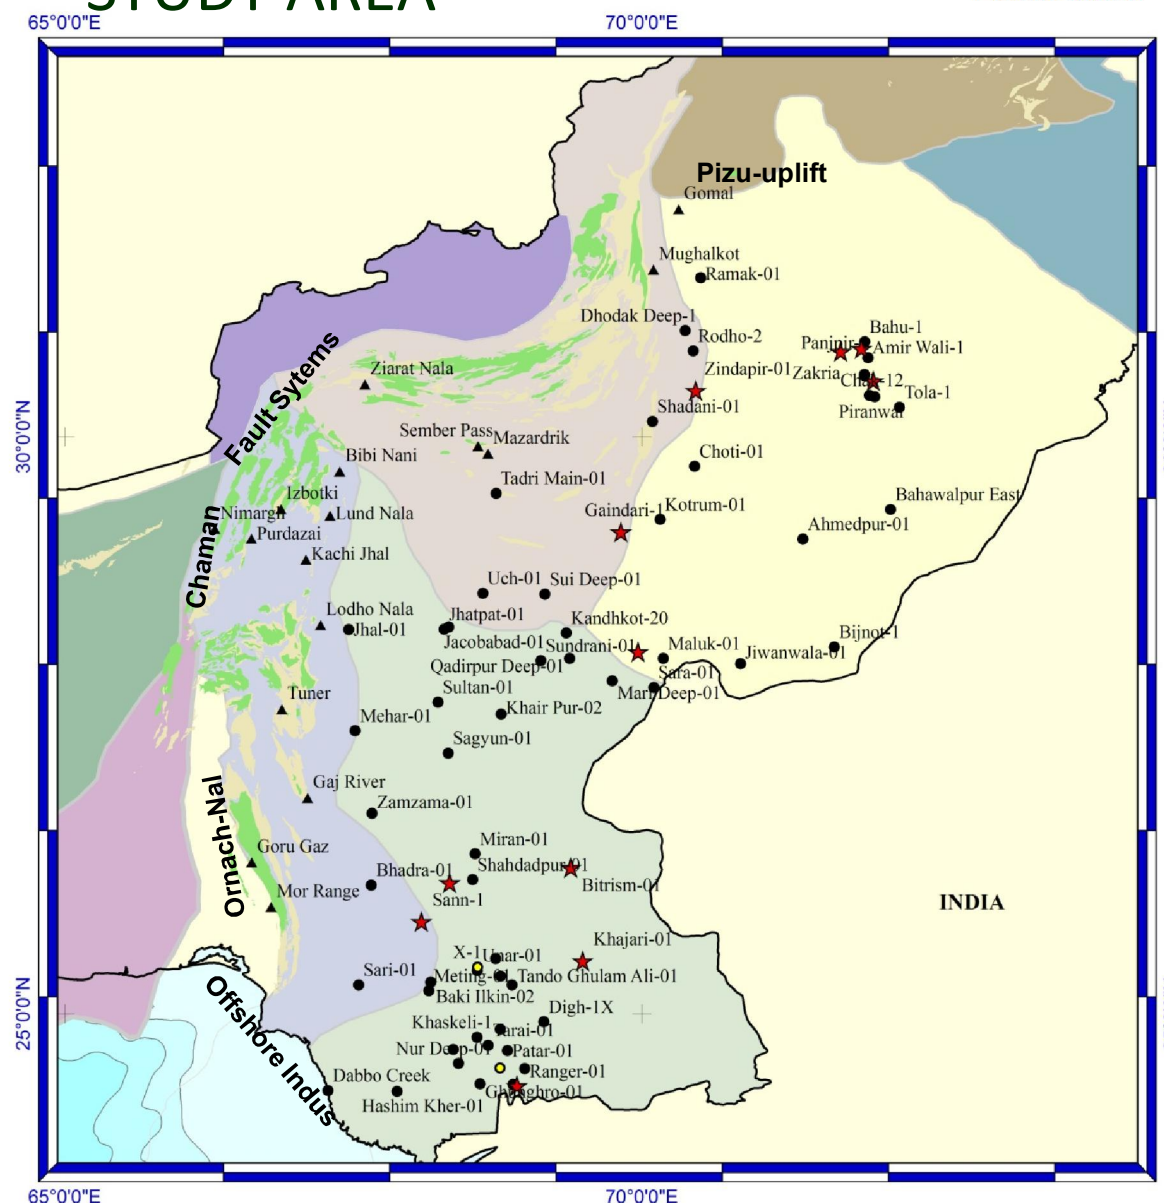 STUDY AREA
65°0'0"E
70°0'0"E
Pizu-uplift
Gomal
Mughalkot
Ramak-01
Dhodak Deep-1
Rodho-2
Bahu-1
Amir Wali-1
Zindapir-01
Zakria
Ziarat Nala
Fault Sytems
Shadani-01
Tola-1
Piranwal
Sember Pass
Mazardrik
30°0'0"N
Bibi Nani
Choti-01
Tadri Main-01
Izbotki
Bahawalpur East
Nimargh
Lund Nala
Gaindari-1
Kotrum-01
Ahmedpur-01
Purdazai
Chaman
Kachi Jhal
Uch-01
Sui Deep-01
Lodho Nala
Jhatpat-01
Kandhkot-20
Jhal-01
Jacobabad-01
Sundrani-01
Maluk-01
Bijnot-1
Jiwanwala-01
Qadirpur Deep-01
Sara-01
Sultan-01
Mari Deep-01
Tuner
Khair Pur-02
Mehar-01
Sagyun-01
Gaj River
Zamzama-01
Ornach-Nal
Goru Gaz
Miran-01
Bhadra-01
Shahdadpur-01
Mor Range
Sann-1
Bitrism-01
INDIA
Khajari-01
X-1
Unar-01
Sari-01
Meting-01
Tando Ghulam Ali-01
Baki Ilkin-02
25°0'0"N
Offshore Indus
Digh-1X
Khaskeli-1
Tarai-01
Nur Deep-01
Patar-01
Dabbo Creek
Ranger-01
Ghunghro-01
Hashim Kher-01
65°0'0"E
70°0'0"E